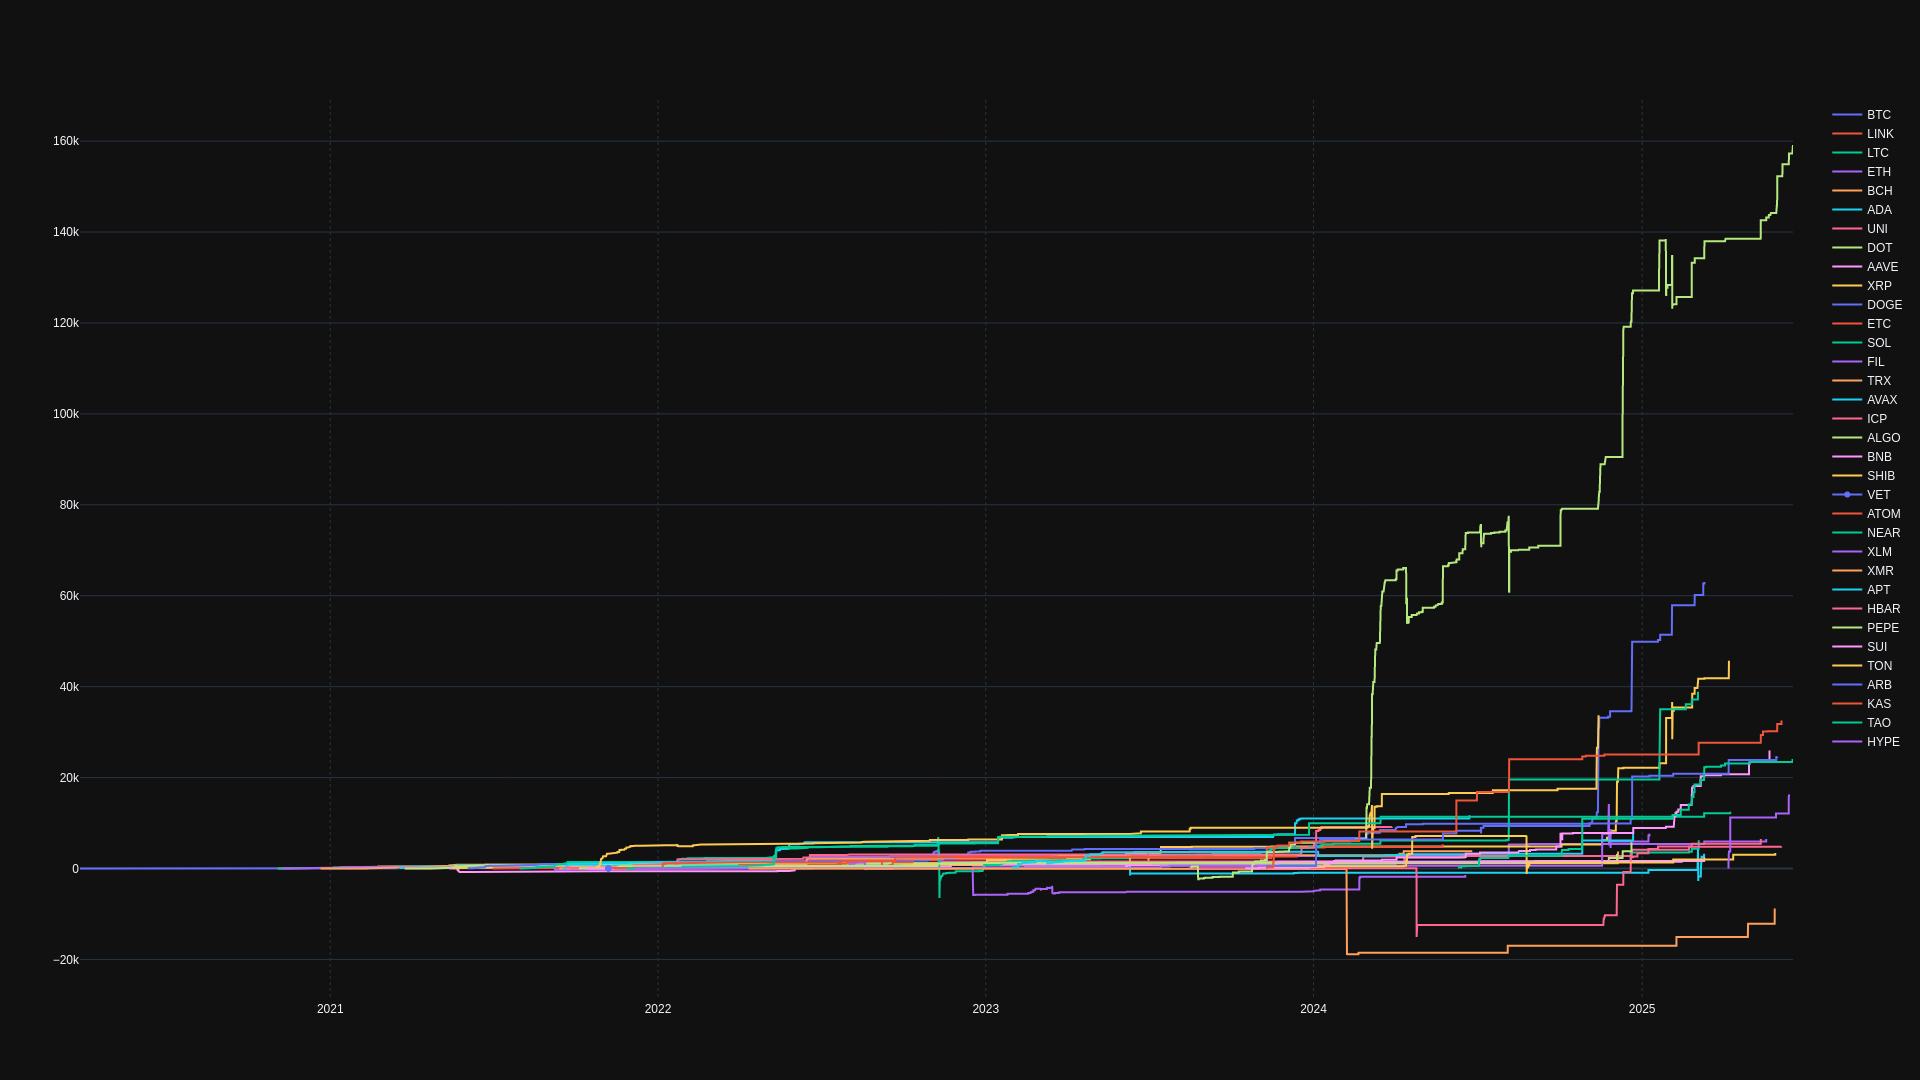 160k
140k
120k
100k
80k
60k
40k
20k
0
−20k
2021
2022
2023
2024
2025
BTC
LINK
LTC
ETH
BCH
ADA
UNI
DOT
AAVE
XRP
DOGE
ETC
SOL
FIL
TRX
AVAX
ICP
ALGO
BNB
SHIB
VET
ATOM
NEAR
XLM
XMR
APT
HBAR
PEPE
SUI
TON
ARB
KAS
TAO
HYPE